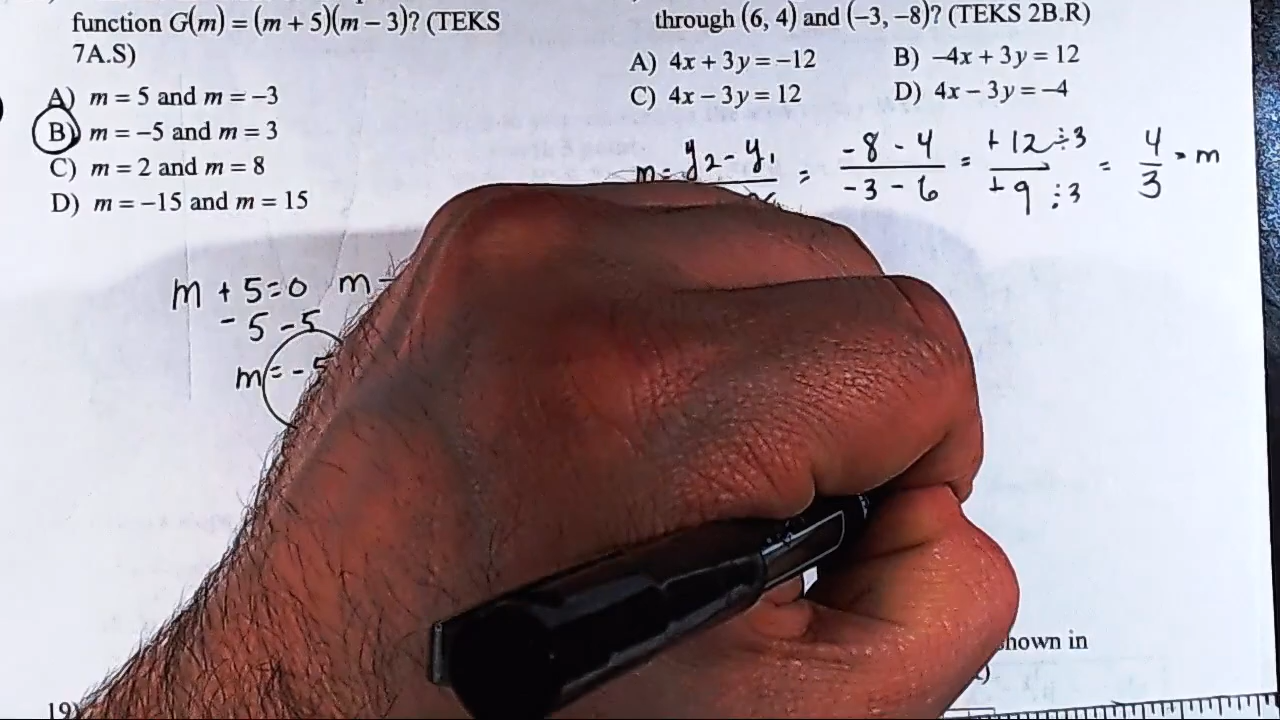 function G(m) = (m + 5)(m − 3)? (TEKS
7A.S)
A) m = 5 and m = −3
B) m = −5 and m = 3
C) m = 2 and m = 8
D) m = −15 and m = 15
m + 5 = 0 m -
- 5 - 5
m = - 5
19)
through (6, 4) and (−3, −8)? (TEKS 2B.R)
A) 4x + 3y = −12 B) −4x + 3y = 12
C) 4x − 3y = 12 D) 4x − 3y = −4
m = y2 - y1 = -8 - 4 = +12 ÷3 = 4 = m
-3 - 6 +9 ÷3 3
shown in